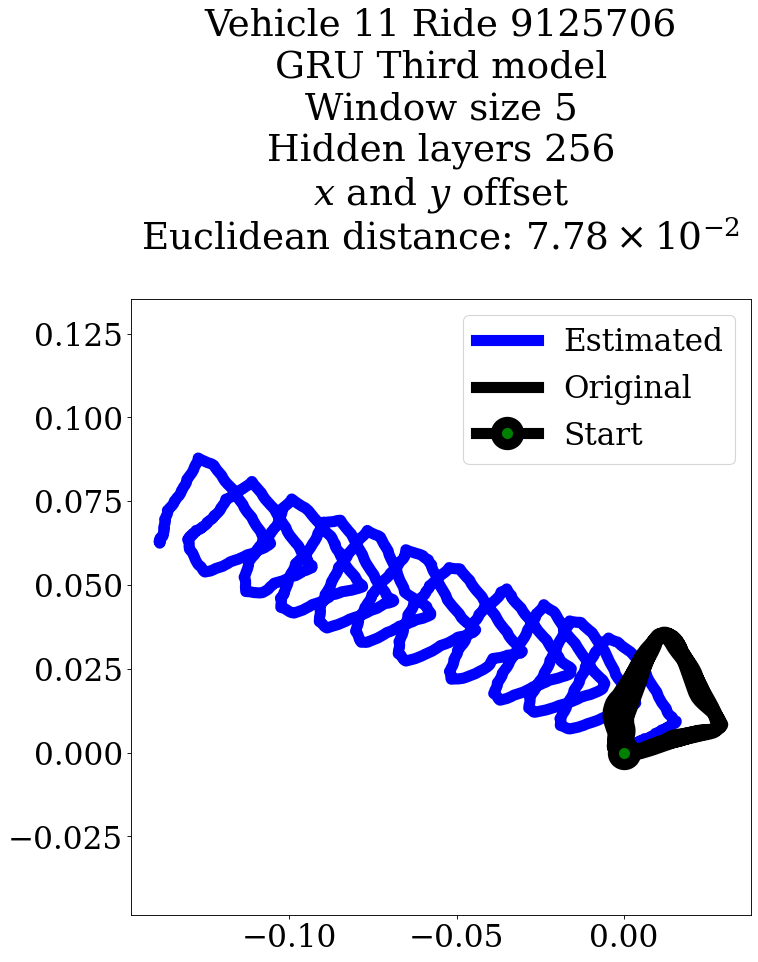 Vehicle 11 Ride 9125706
GRU Third model
Window size 5
Hidden layers 256
x and y offset
Euclidean distance: 7.78 × 10⁻²
Estimated
Original
Start
0.125
0.100
0.075
0.050
0.025
0.000
−0.025
−0.10
−0.05
0.00